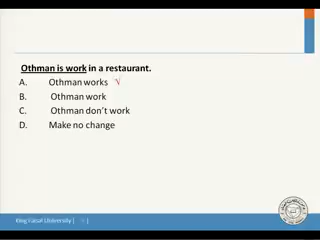 Othman is work in a restaurant.
A. Othman works √
B. Othman work
C. Othman don't work
D. Make no change
King Faisal University |